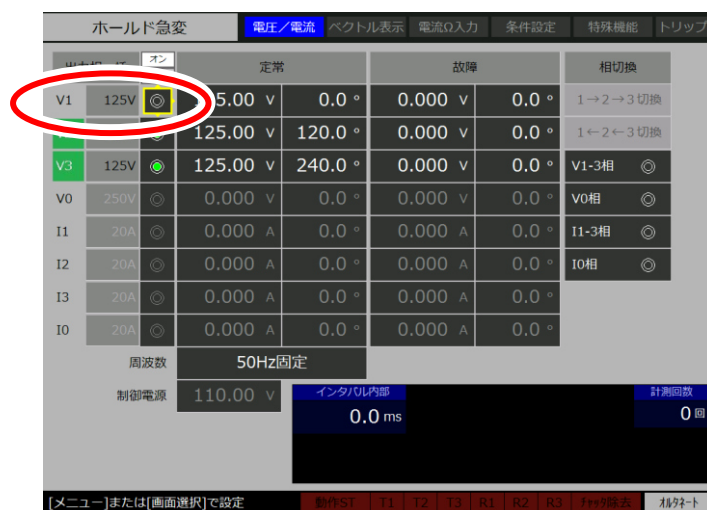 ホールド急変 電圧／電流 ベクトル表示 電流Ω入力 条件設定 特殊機能 トリップ
オン 定常 故障 相切換
V1 125V 5.00 V 0.0 ° 0.000 V 0.0 ° 1→2→3切換
125.00 V 120.0 ° 0.000 V 0.0 ° 1←2←3切換
V3 125V 125.00 V 240.0 ° 0.000 V 0.0 ° V1-3相
V0 250V 0.000 V 0.0 ° 0.000 V 0.0 ° V0相
I1 20A 0.000 A 0.0 ° 0.000 A 0.0 ° I1-3相
I2 20A 0.000 A 0.0 ° 0.000 A 0.0 ° I0相
I3 20A 0.000 A 0.0 ° 0.000 A 0.0 °
I0 20A 0.000 A 0.0 ° 0.000 A 0.0 °
周波数 50Hz固定
制御電源 110.00 V インタバル内部 計測回数
0.0 ms 0 回
[メニュー]または[画面選択]で設定 動作ST T1 T2 T3 R1 R2 R3 ﾁｬｯﾀ除去 ｵﾙﾀﾈｰﾄ